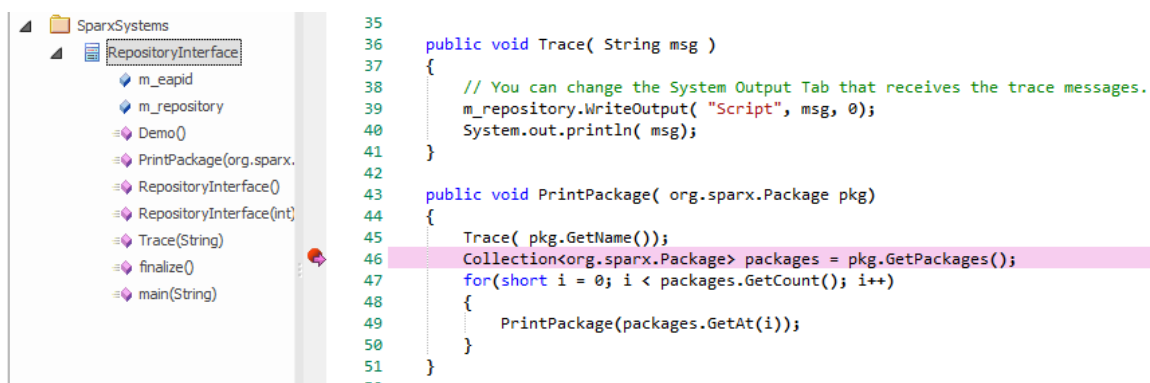 SparxSystems
RepositoryInterface
m_eapid
m_repository
Demo()
PrintPackage(org.sparx.
RepositoryInterface()
RepositoryInterface(int)
Trace(String)
finalize()
main(String)
35
36 public void Trace( String msg )
37 {
38 // You can change the System Output Tab that receives the trace messages.
39 m_repository.WriteOutput( "Script", msg, 0);
40 System.out.println( msg);
41 }
42
43 public void PrintPackage( org.sparx.Package pkg)
44 {
45 Trace( pkg.GetName());
46 Collection<org.sparx.Package> packages = pkg.GetPackages();
47 for(short i = 0; i < packages.GetCount(); i++)
48 {
49 PrintPackage(packages.GetAt(i));
50 }
51 }